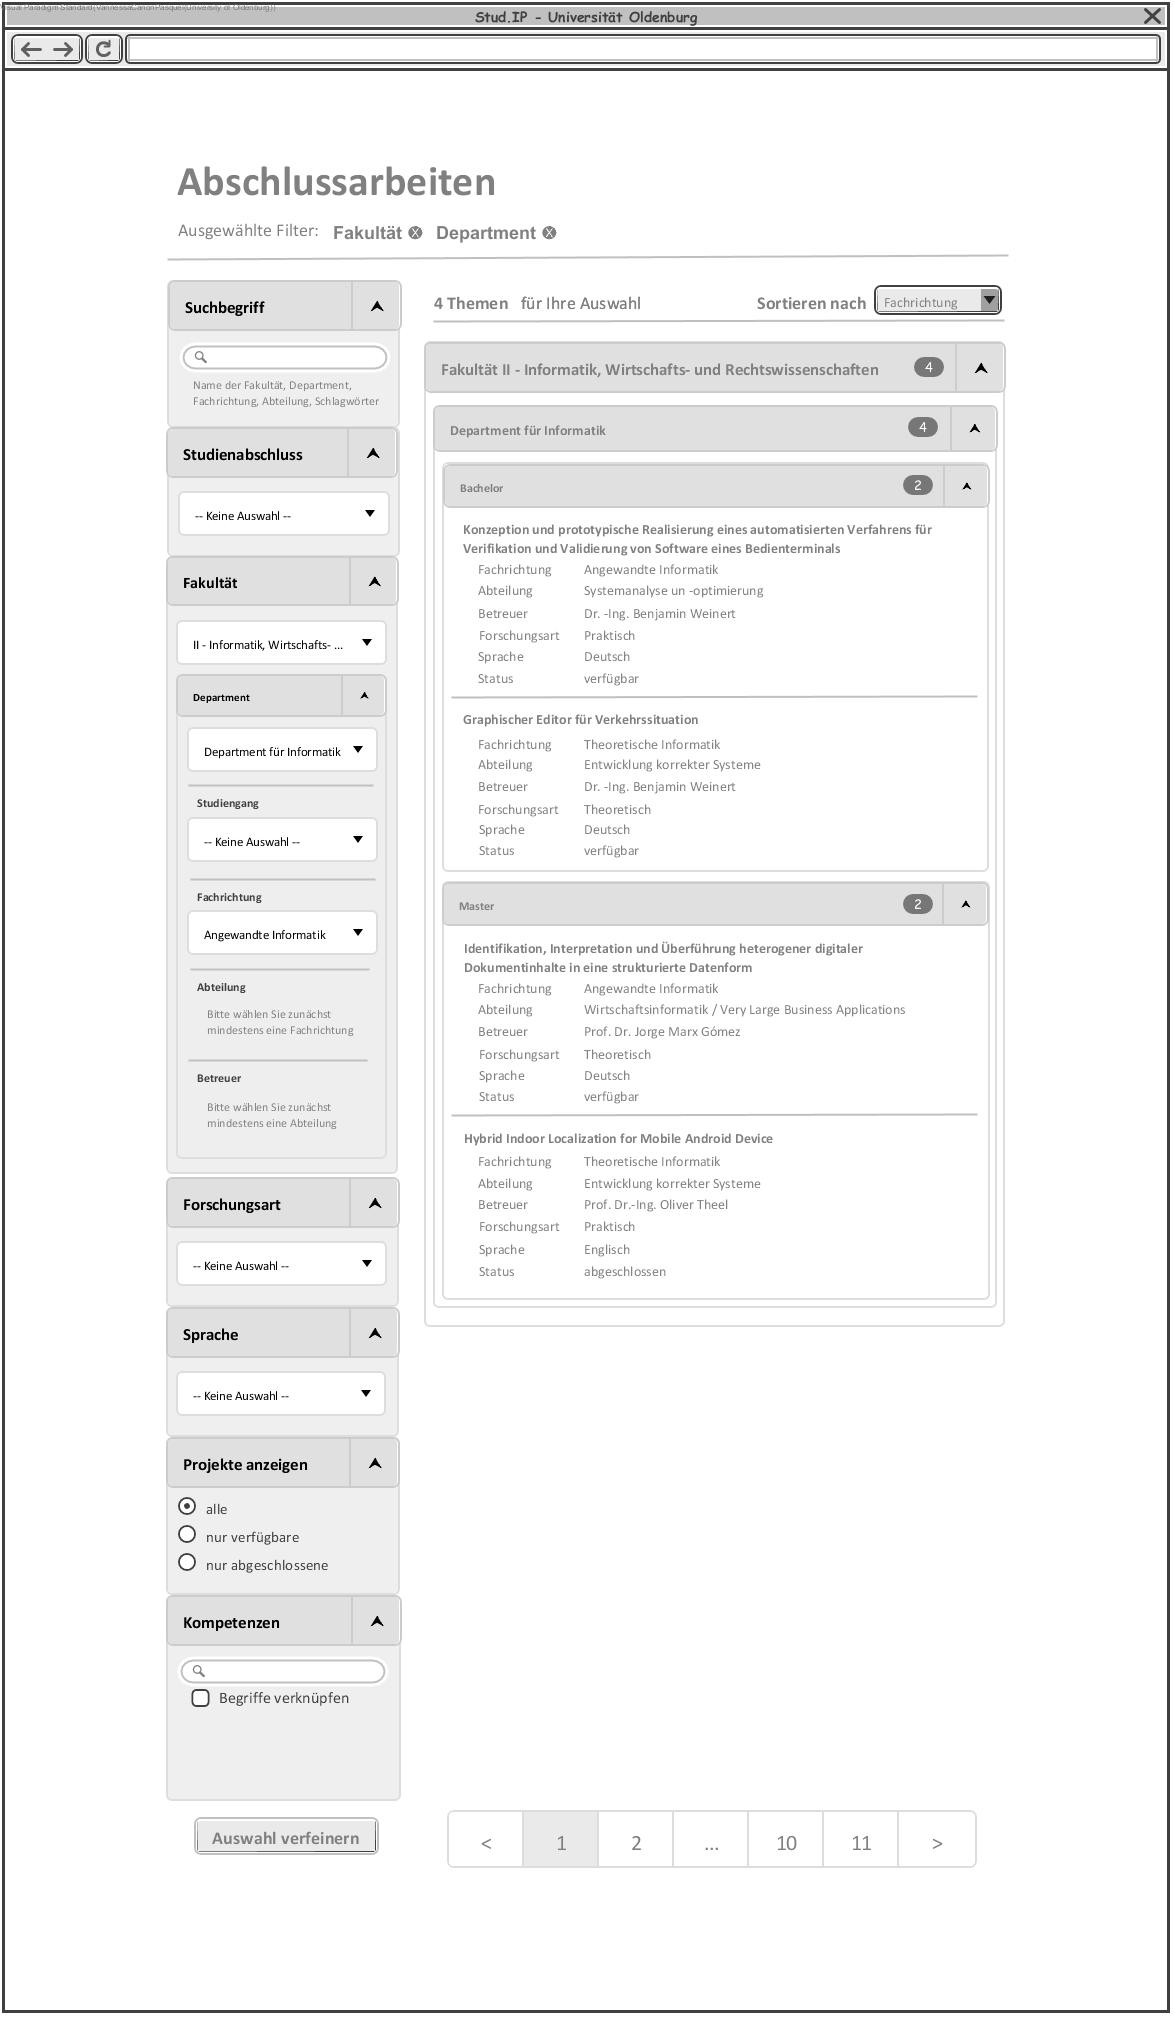 Visual Paradigm Standard(VannessaCanonPasquel(University of Oldenburg))
Stud.IP - Universität Oldenburg
Abschlussarbeiten
Ausgewählte Filter: Fakultät Ⓧ Department Ⓧ
Suchbegriff
Name der Fakultät, Department,
Fachrichtung, Abteilung, Schlagwörter
Studienabschluss
-- Keine Auswahl --
Fakultät
II - Informatik, Wirtschafts- ...
Department
Department für Informatik
Studiengang
-- Keine Auswahl --
Fachrichtung
Angewandte Informatik
Abteilung
Bitte wählen Sie zunächst
mindestens eine Fachrichtung
Betreuer
Bitte wählen Sie zunächst
mindestens eine Abteilung
Forschungsart
-- Keine Auswahl --
Sprache
-- Keine Auswahl --
Projekte anzeigen
alle
nur verfügbare
nur abgeschlossene
Kompetenzen
Begriffe verknüpfen
Auswahl verfeinern
4 Themen für Ihre Auswahl Sortieren nach Fachrichtung
Fakultät II - Informatik, Wirtschafts- und Rechtswissenschaften 4
Department für Informatik 4
Bachelor 2
Konzeption und prototypische Realisierung eines automatisierten Verfahrens für
Verifikation und Validierung von Software eines Bedienterminals
Fachrichtung Angewandte Informatik
Abteilung Systemanalyse un -optimierung
Betreuer Dr. -Ing. Benjamin Weinert
Forschungsart Praktisch
Sprache Deutsch
Status verfügbar
Graphischer Editor für Verkehrssituation
Fachrichtung Theoretische Informatik
Abteilung Entwicklung korrekter Systeme
Betreuer Dr. -Ing. Benjamin Weinert
Forschungsart Theoretisch
Sprache Deutsch
Status verfügbar
Master 2
Identifikation, Interpretation und Überführung heterogener digitaler
Dokumentinhalte in eine strukturierte Datenform
Fachrichtung Angewandte Informatik
Abteilung Wirtschaftsinformatik / Very Large Business Applications
Betreuer Prof. Dr. Jorge Marx Gómez
Forschungsart Theoretisch
Sprache Deutsch
Status verfügbar
Hybrid Indoor Localization for Mobile Android Device
Fachrichtung Theoretische Informatik
Abteilung Entwicklung korrekter Systeme
Betreuer Prof. Dr.-Ing. Oliver Theel
Forschungsart Praktisch
Sprache Englisch
Status abgeschlossen
< 1 2 ... 10 11 >